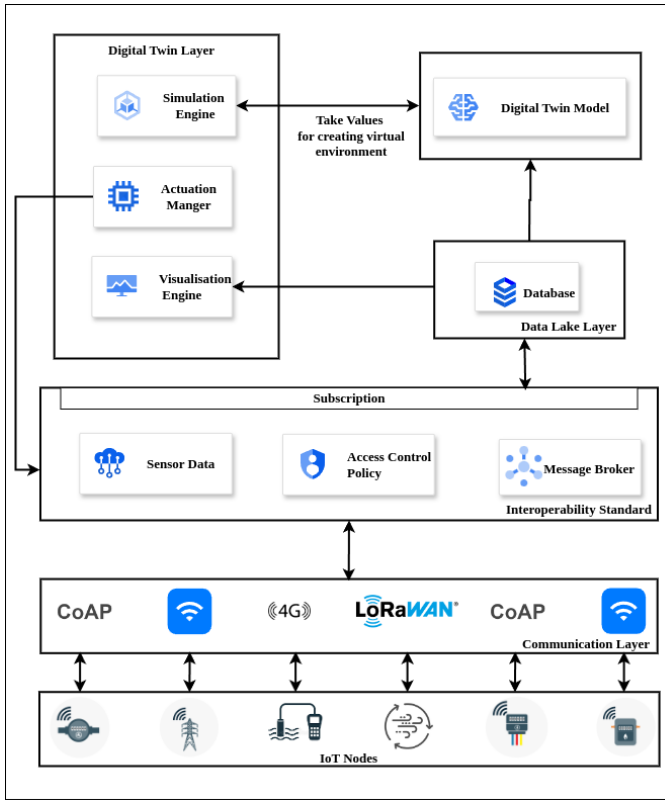 Digital Twin Layer
Simulation
Engine
Take Values
for creating virtual
environment
Digital Twin Model
Actuation
Manger
Visualisation
Engine
Database
Data Lake Layer
Subscription
Sensor Data
Access Control
Policy
Message Broker
Interoperability Standard
CoAP
4G
LoRaWAN®
CoAP
Communication Layer
IoT Nodes